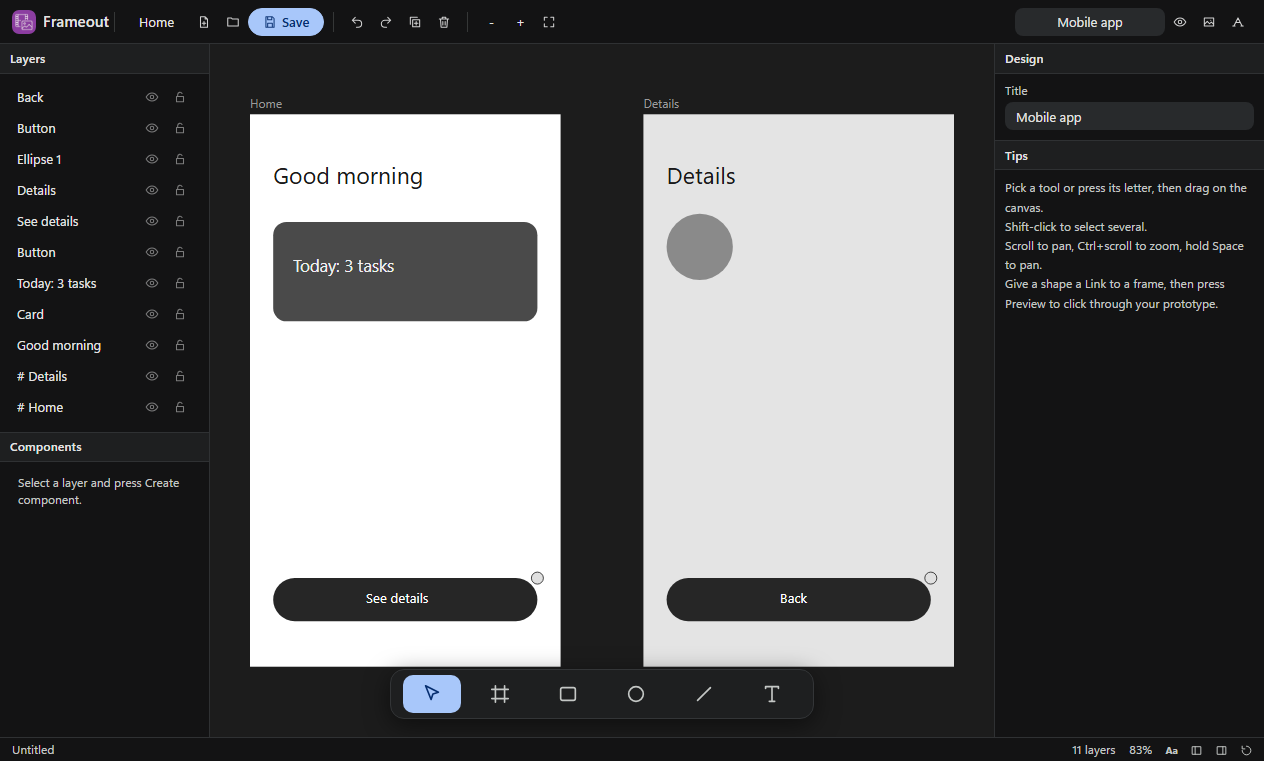 Frameout
Home
Save
-
+
Mobile app
Layers
Back
Button
Ellipse 1
Details
See details
Button
Today: 3 tasks
Card
Good morning
# Details
# Home
Components
Select a layer and press Create
component.
Home
Good morning
Today: 3 tasks
See details
Details
Details
Back
T
Design
Title
Mobile app
Tips
Pick a tool or press its letter, then drag on the
canvas.
Shift-click to select several.
Scroll to pan, Ctrl+scroll to zoom, hold Space
to pan.
Give a shape a Link to a frame, then press
Preview to click through your prototype.
Untitled
11 layers
83%
Aa